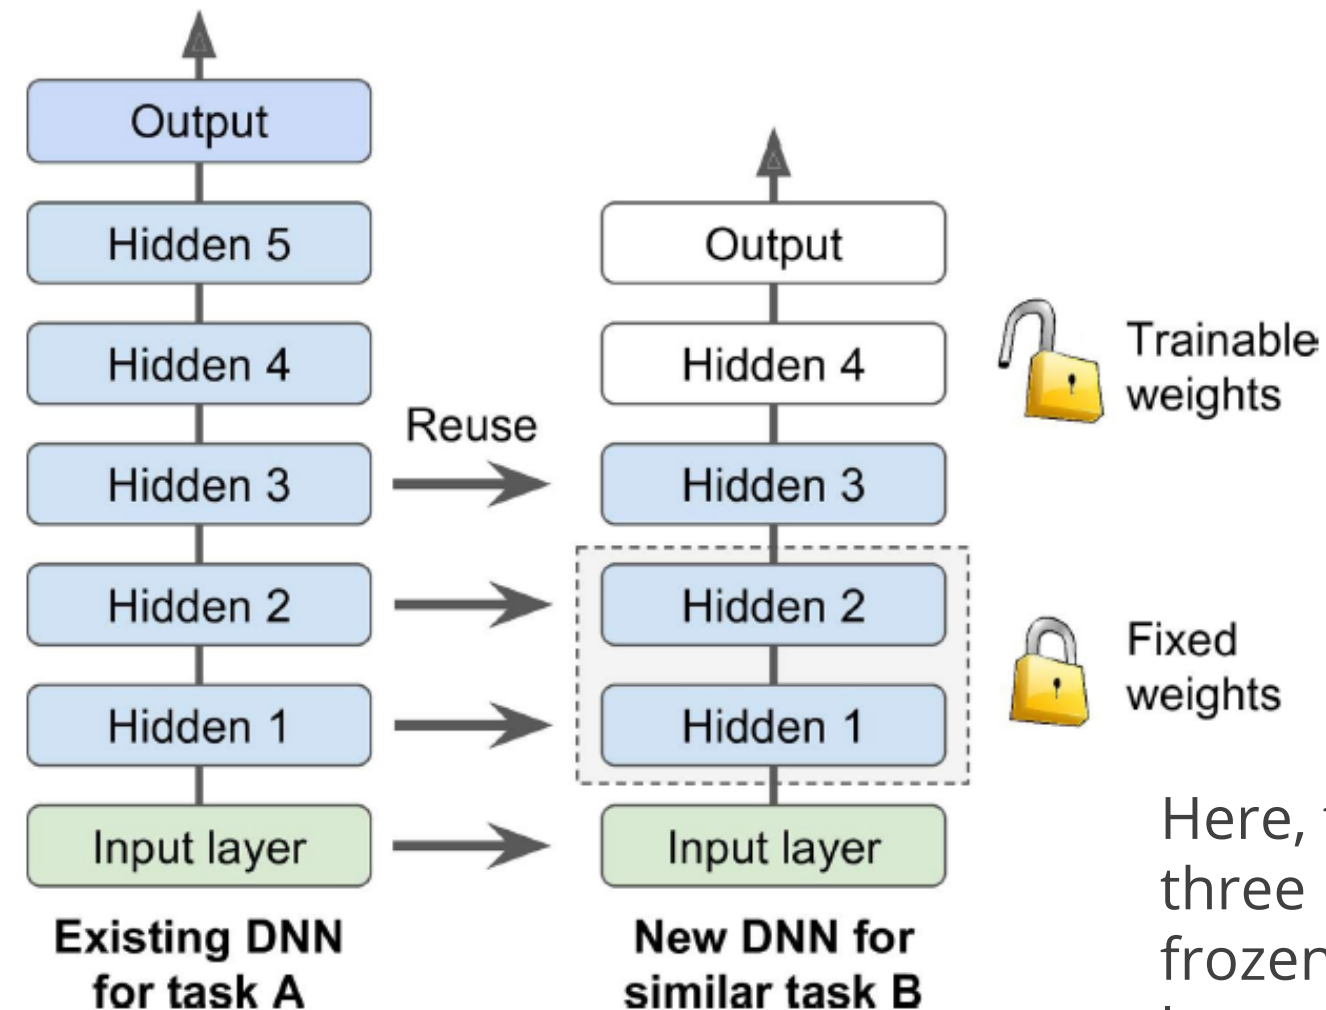 Output
Hidden 5
Hidden 4
Hidden 3
Hidden 2
Hidden 1
Input layer
Existing DNN
for task A
Reuse
Output
Hidden 4
Hidden 3
Hidden 2
Hidden 1
Input layer
New DNN for
similar task B
Trainable
weights
Fixed
weights
Here,
three
frozen